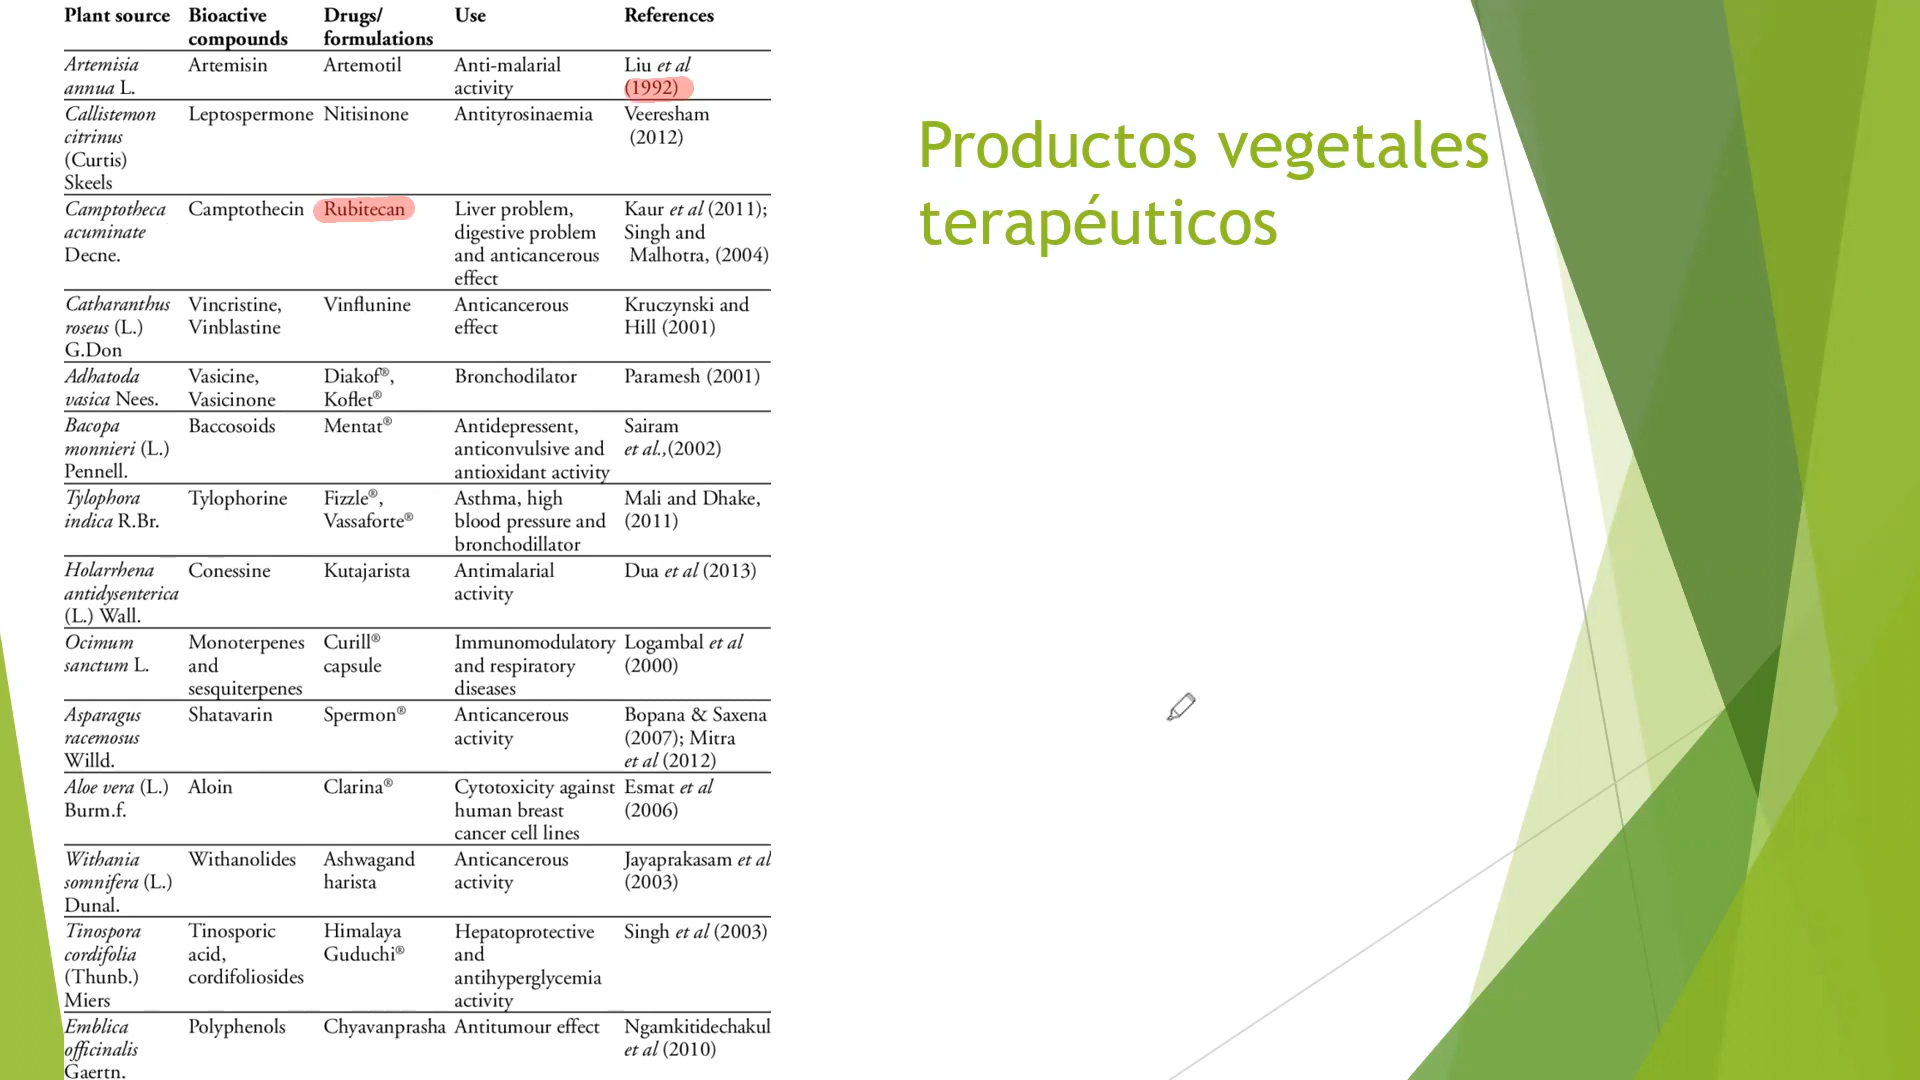 Plant source Bioactive compounds Drugs/ formulations Use References
Artemisia annua L. Artemisin Artemotil Anti-malarial activity Liu et al (1992)
Callistemon citrinus (Curtis) Skeels Leptospermone Nitisinone Antityrosinaemia Veeresham (2012)
Camptotheca acuminate Decne. Camptothecin Rubitecan Liver problem, digestive problem and anticancerous effect Kaur et al (2011); Singh and Malhotra, (2004)
Catharanthus roseus (L.) G.Don Vincristine, Vinblastine Vinflunine Anticancerous effect Kruczynski and Hill (2001)
Adhatoda vasica Nees. Vasicine, Vasicinone Diakof®, Koflet® Bronchodilator Paramesh (2001)
Bacopa monnieri (L.) Pennell. Baccosoids Mentat® Antidepressent, anticonvulsive and antioxidant activity Sairam et al.,(2002)
Tylophora indica R.Br. Tylophorine Fizzle®, Vassaforte® Asthma, high blood pressure and bronchodillator Mali and Dhake, (2011)
Holarrhena antidysenterica (L.) Wall. Conessine Kutajarista Antimalarial activity Dua et al (2013)
Ocimum sanctum L. Monoterpenes and sesquiterpenes Curill® capsule Immunomodulatory and respiratory diseases Logambal et al (2000)
Asparagus racemosus Willd. Shatavarin Spermon® Anticancerous activity Bopana & Saxena (2007); Mitra et al (2012)
Aloe vera (L.) Burm.f. Aloin Clarina® Cytotoxicity against human breast cancer cell lines Esmat et al (2006)
Withania somnifera (L.) Dunal. Withanolides Ashwagand harista Anticancerous activity Jayaprakasam et al (2003)
Tinospora cordifolia (Thunb.) Miers Tinosporic acid, cordifoliosides Himalaya Guduchi® Hepatoprotective and antihyperglycemia activity Singh et al (2003)
Emblica officinalis Gaertn. Polyphenols Chyavanprasha Antitumour effect Ngamkitidechakul et al (2010)
Productos vegetales
terapéuticos